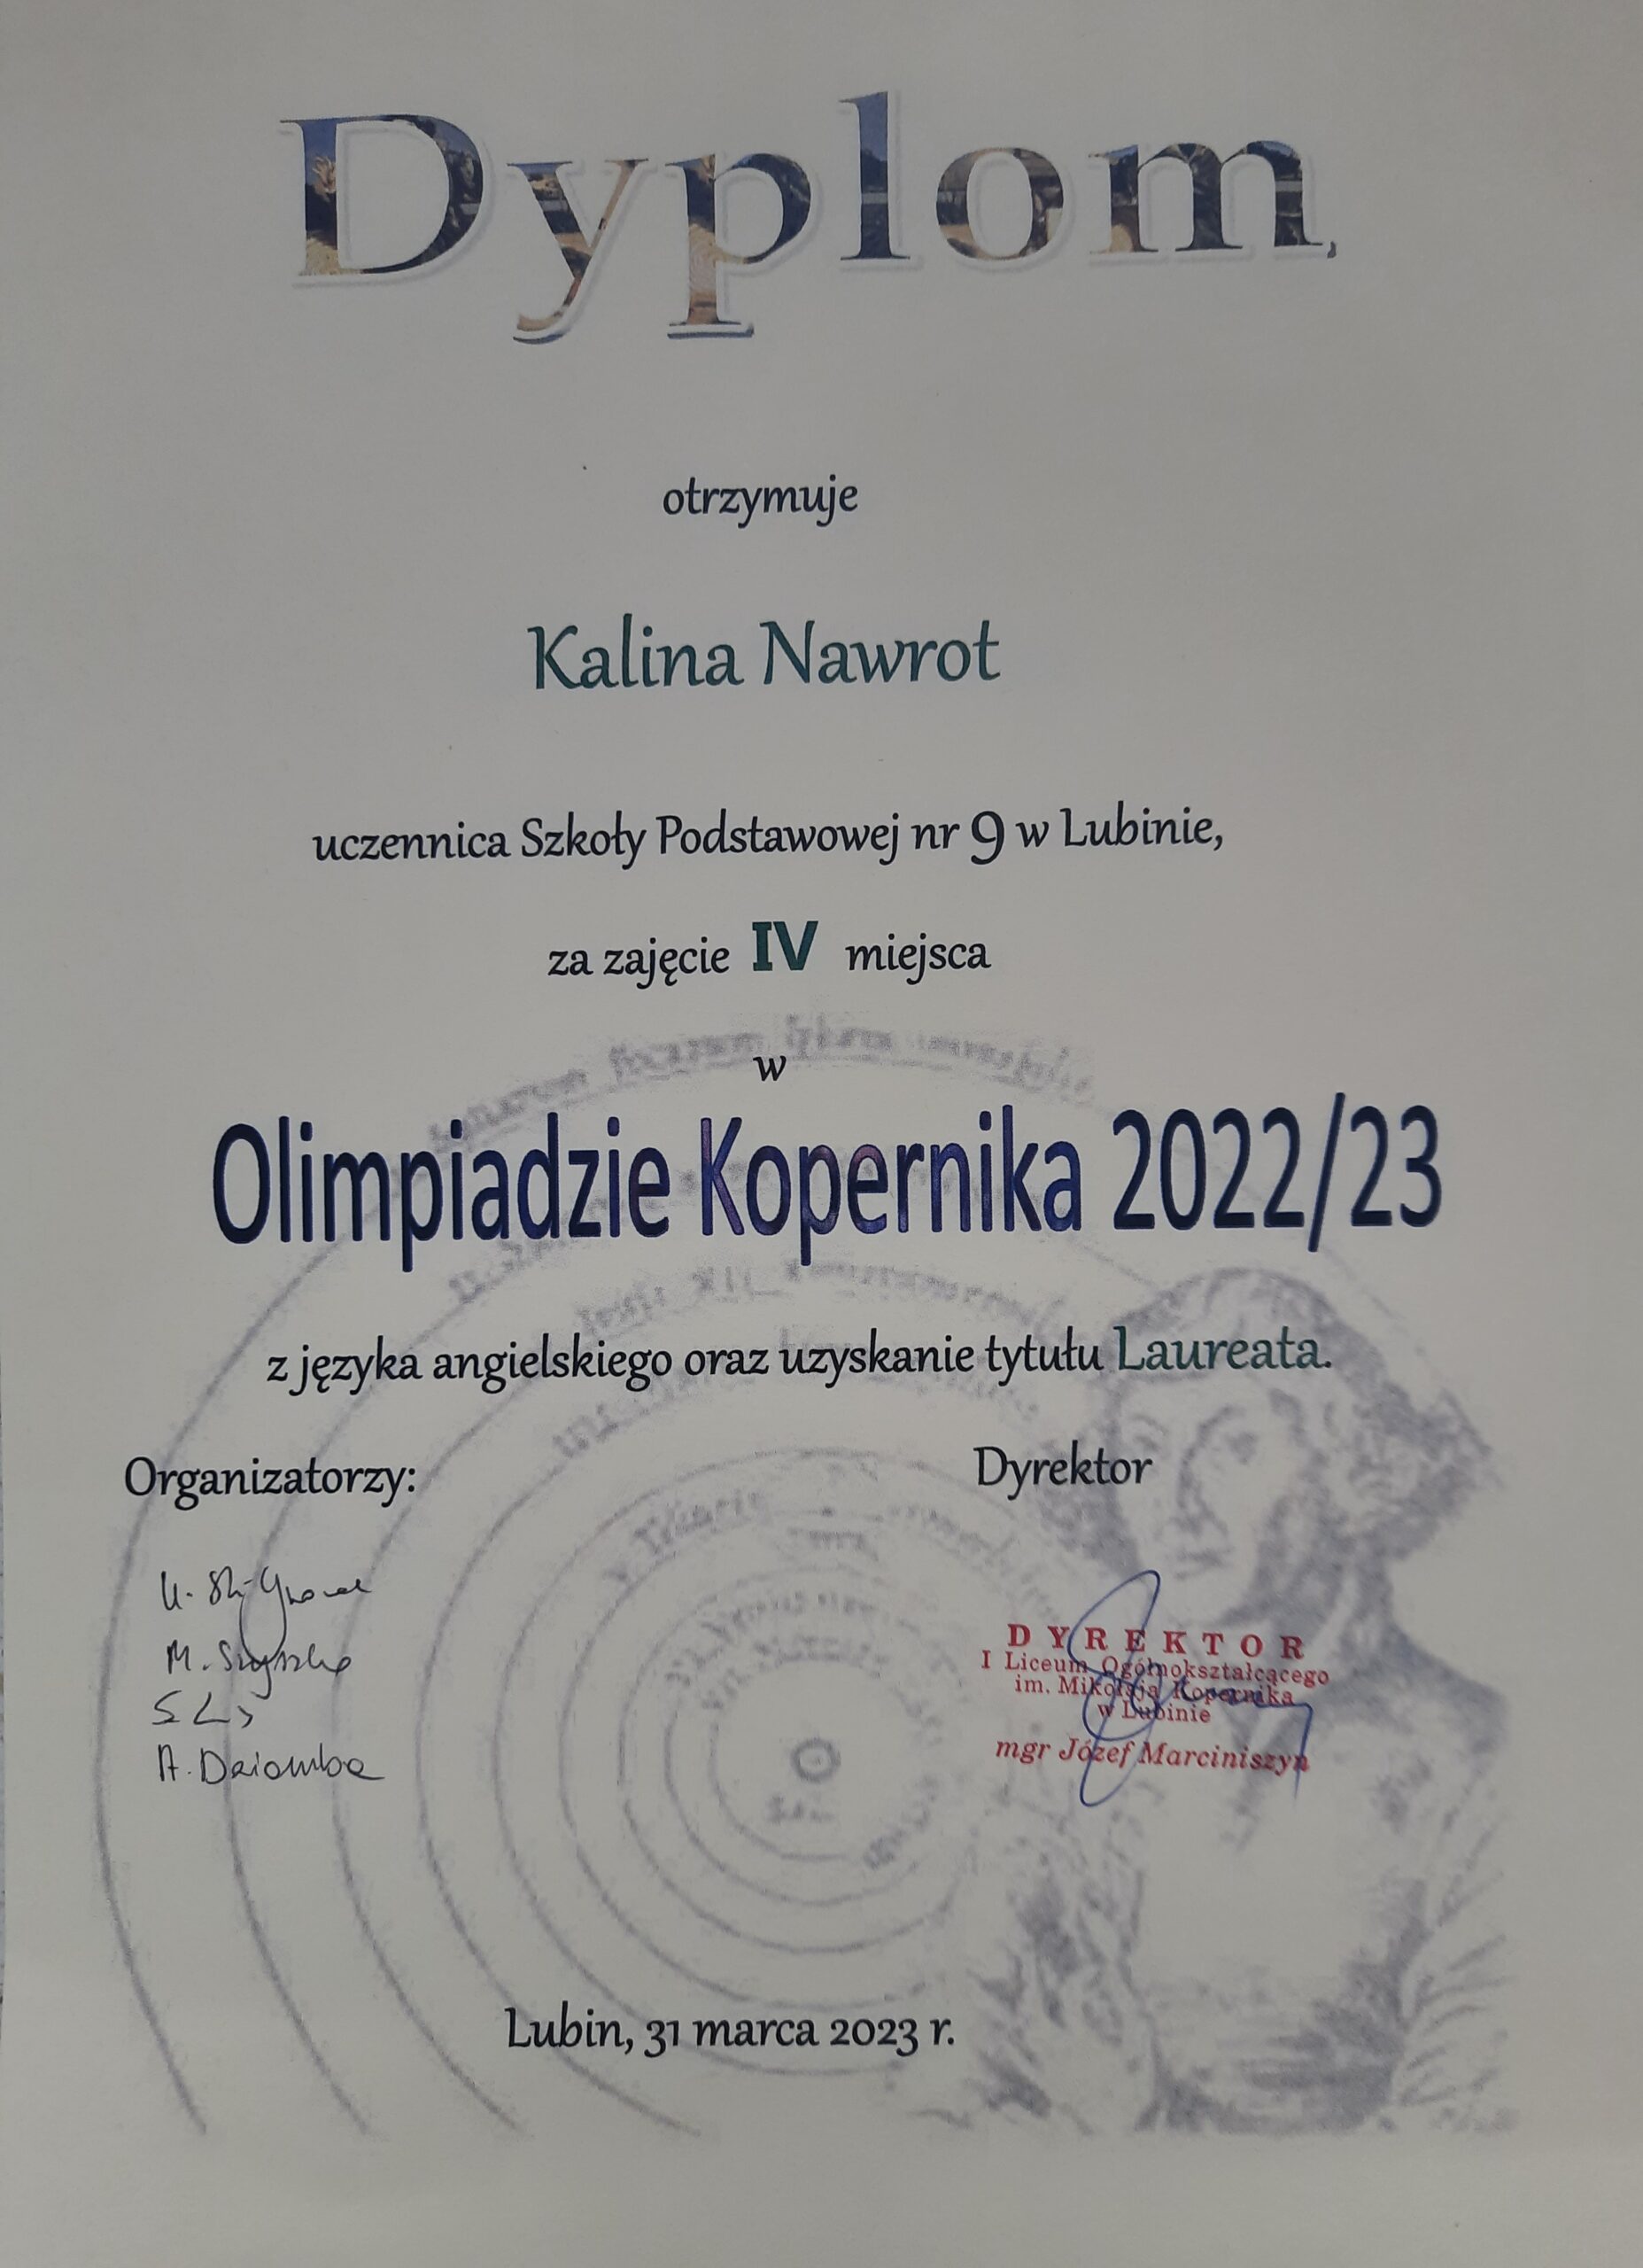 Dyplom
otrzymuje
Kalina Nawrot
uczennica Szkoły Podstawowej nr 9 w Lubinie,
za zajęcie IV miejsca
w
Olimpiadzie Kopernika 2022/23
z języka angielskiego oraz uzyskanie tytułu Laureata.
Organizatorzy:
Dyrektor
DYREKTOR
I Liceum Ogólnokształcącego
im. Mikołaja Kopernika
w Lubinie
mgr Józef Marciniszyn
Lubin, 31 marca 2023 r.